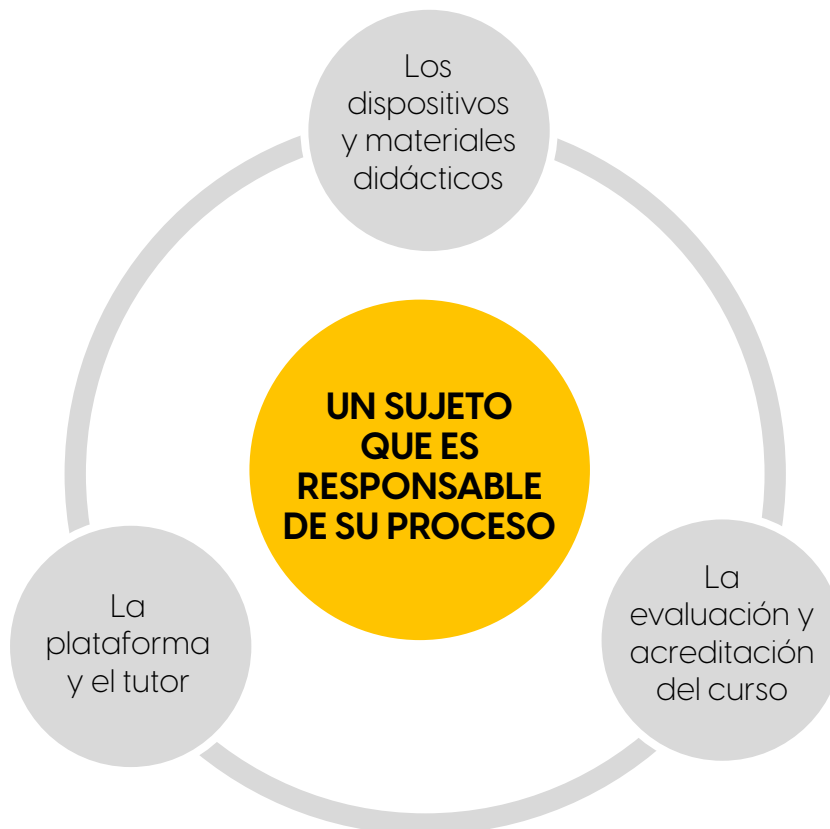 Los
dispositivos
y materiales
didácticos
UN SUJETO
QUE ES
RESPONSABLE
DE SU PROCESO
La
plataforma
y el tutor
La
evaluación y
acreditación
del curso